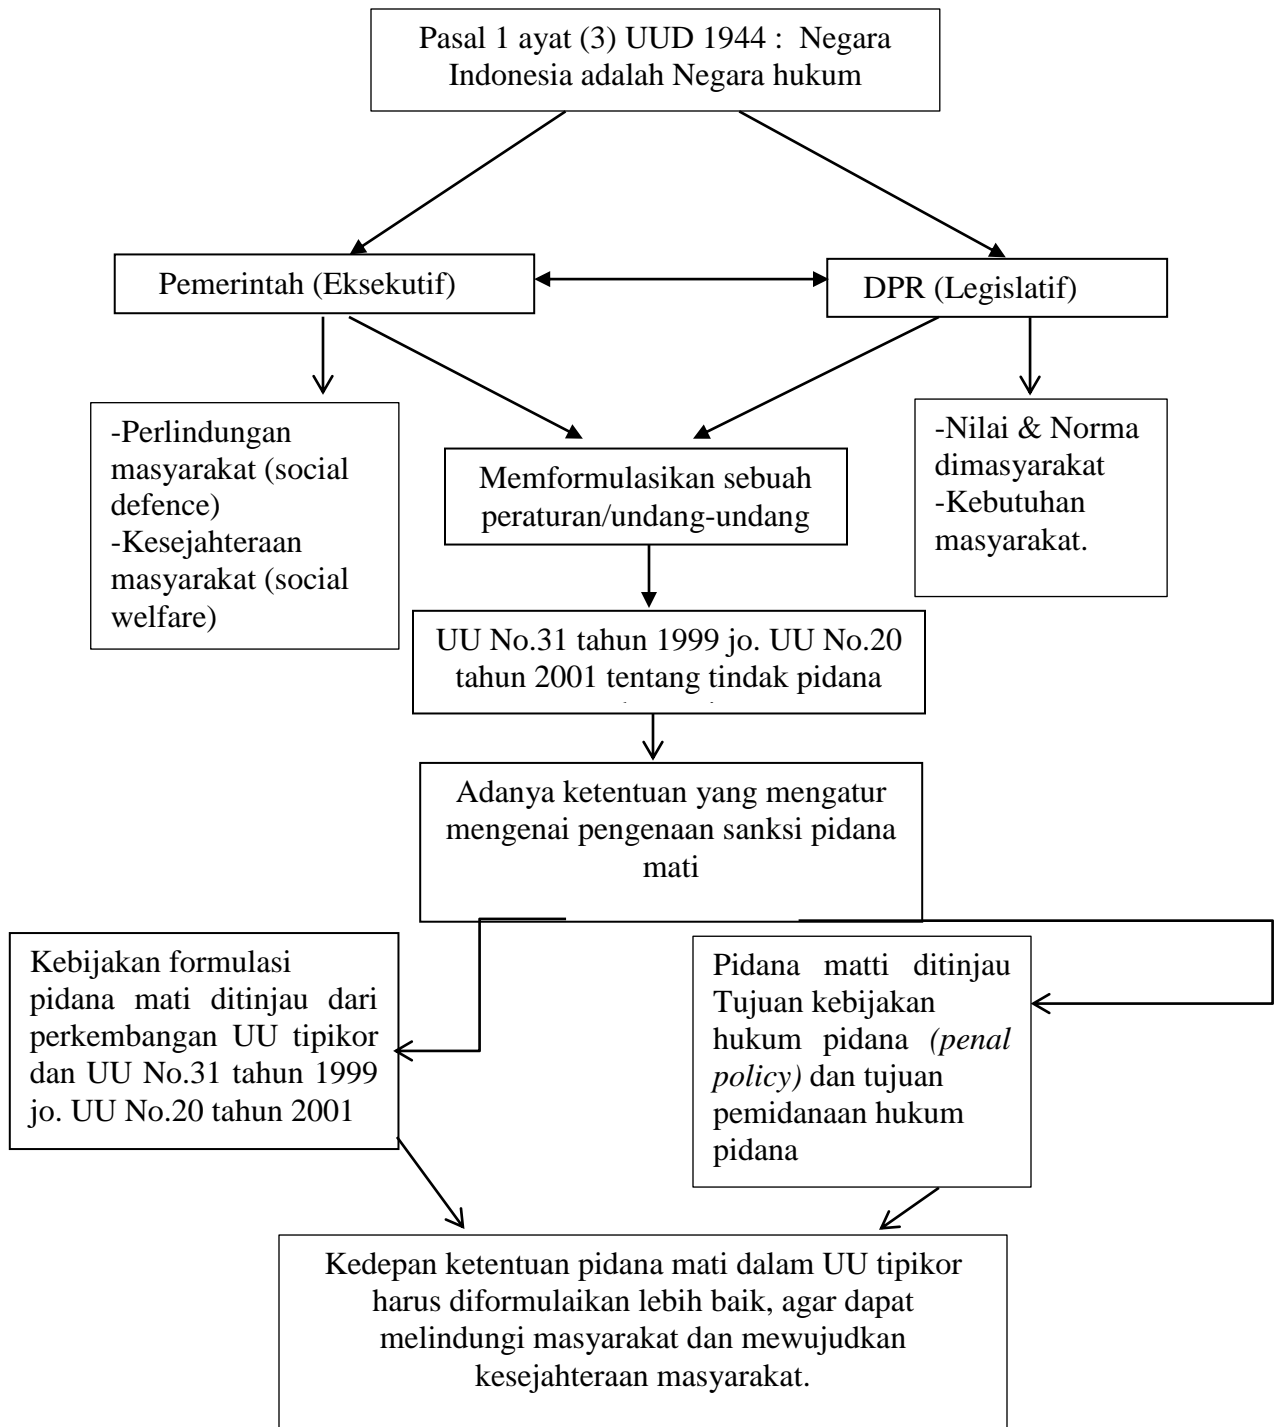 Pasal 1 ayat (3) UUD 1944 : Negara
Indonesia adalah Negara hukum
Pemerintah (Eksekutif)
DPR (Legislatif)
-Perlindungan
masyarakat (social
defence)
-Kesejahteraan
masyarakat (social
welfare)
Memformulasikan sebuah
peraturan/undang-undang
-Nilai & Norma
dimasyarakat
-Kebutuhan
masyarakat.
UU No.31 tahun 1999 jo. UU No.20
tahun 2001 tentang tindak pidana
Adanya ketentuan yang mengatur
mengenai pengenaan sanksi pidana
mati
Kebijakan formulasi
pidana mati ditinjau dari
perkembangan UU tipikor
dan UU No.31 tahun 1999
jo. UU No.20 tahun 2001
Pidana matti ditinjau
Tujuan kebijakan
hukum pidana (penal
policy) dan tujuan
pemidanaan hukum
pidana
Kedepan ketentuan pidana mati dalam UU tipikor
harus diformulaikan lebih baik, agar dapat
melindungi masyarakat dan mewujudkan
kesejahteraan masyarakat.